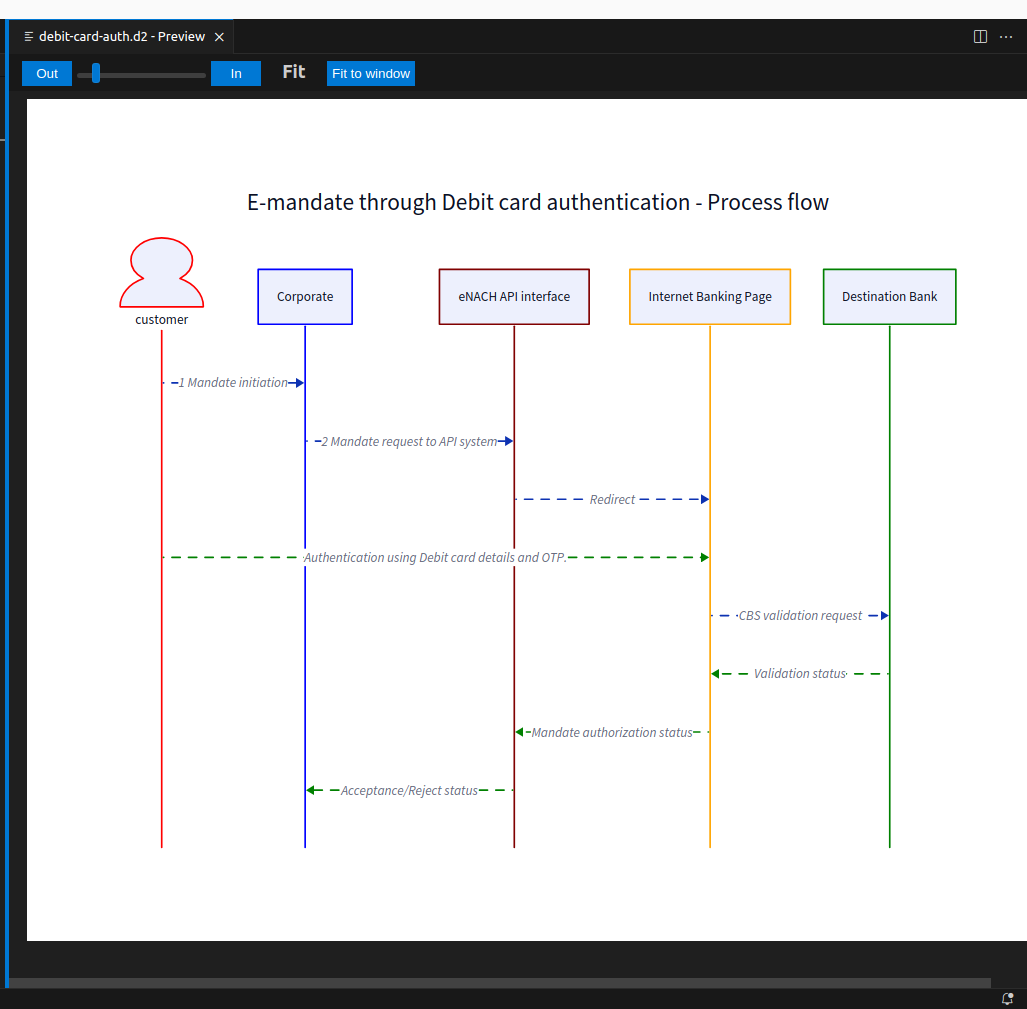 debit-card-auth.d2 - Preview
Out
In
Fit
Fit to window
E-mandate through Debit card authentication - Process flow
customer
Corporate
eNACH API interface
Internet Banking Page
Destination Bank
1 Mandate initiation
2 Mandate request to API system
Redirect
Authentication using Debit card details and OTP.
CBS validation request
Validation status
Mandate authorization status
Acceptance/Reject status